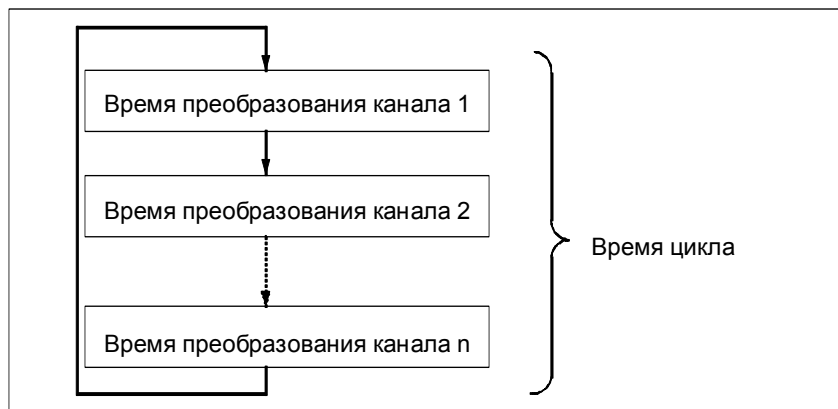 Время преобразования канала 1
Время преобразования канала 2
Время преобразования канала n
Время цикла